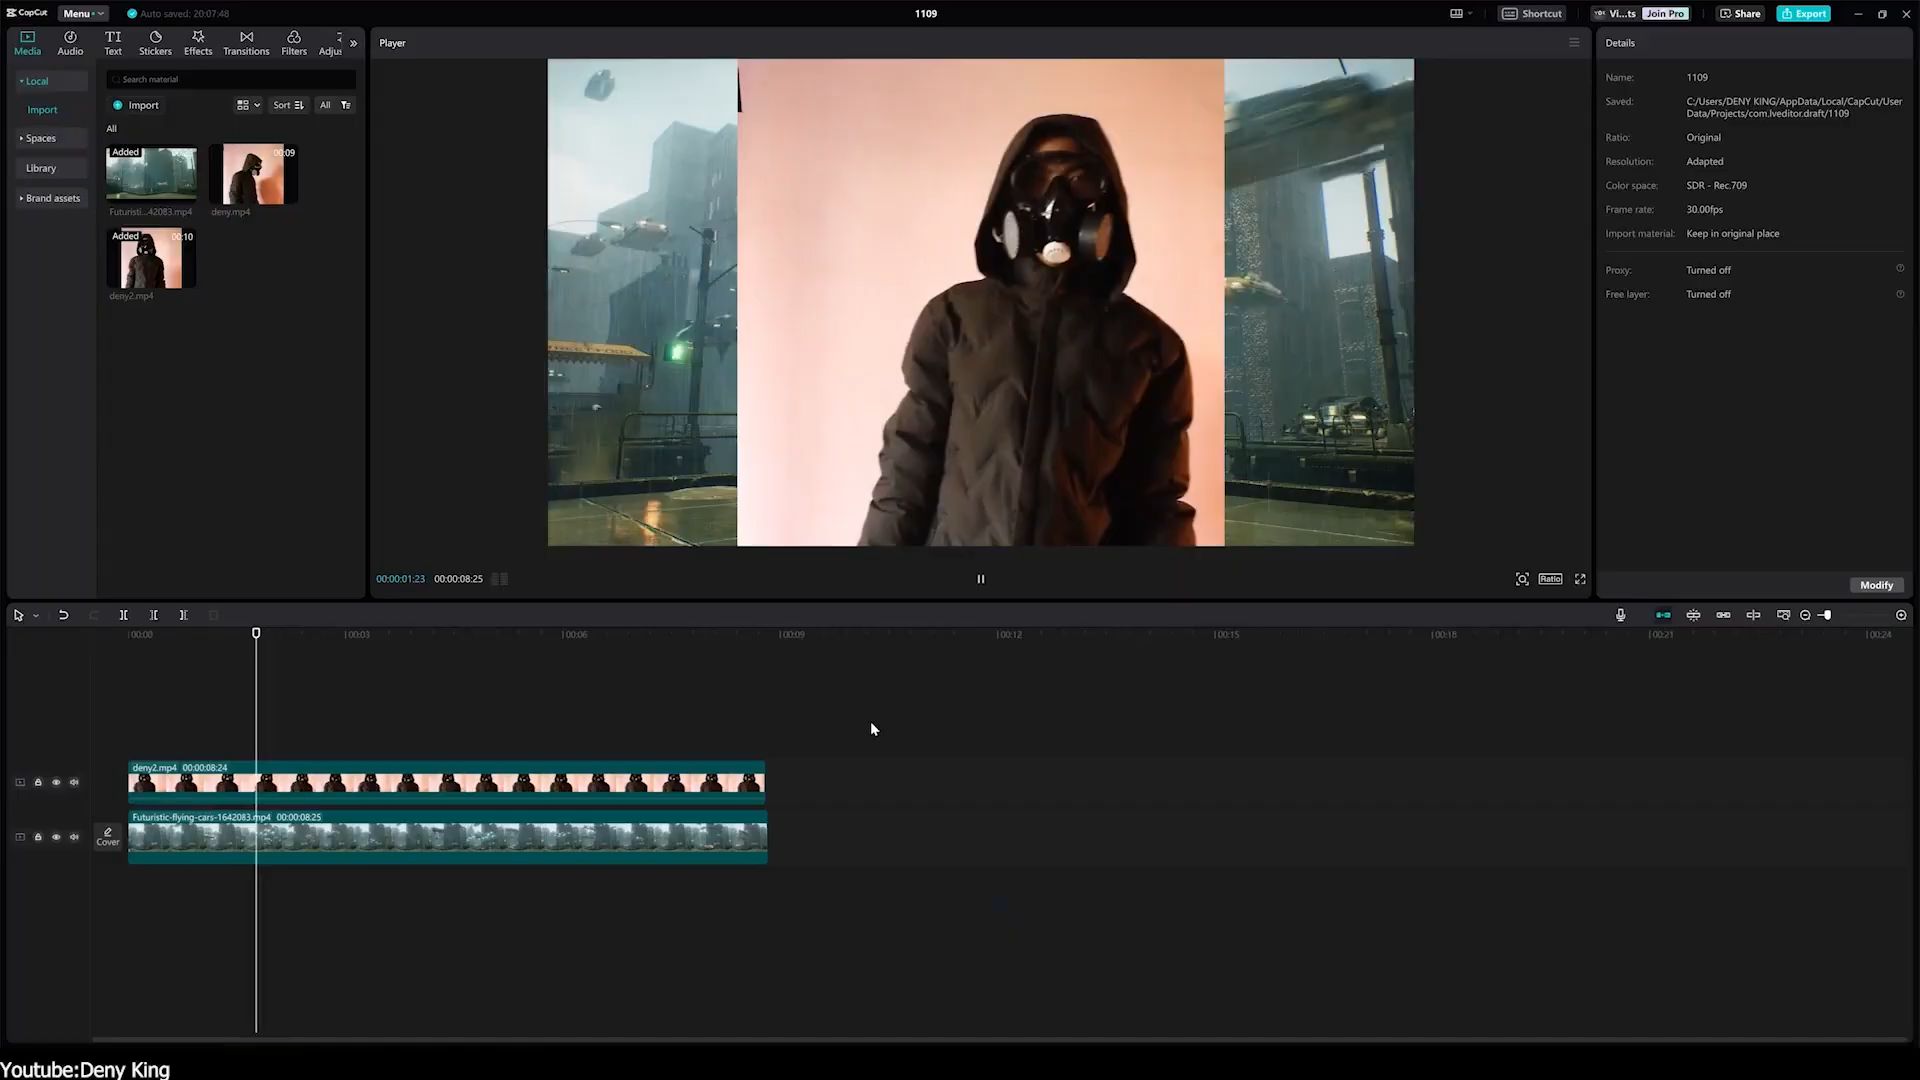 CapCut
Menu
Auto saved: 20:07:48
1109
Shortcut
Vi...ts
Join Pro
Share
Export
Media
Audio
Text
Stickers
Effects
Transitions
Filters
Adjus
Local
Import
Spaces
Library
Brand assets
Search material
Import
Sort
All
All
Added
Futuristi...42083.mp4
00:09
deny.mp4
Added
00:10
deny2.mp4
Player
STREETFOOD
00:00:01:23
00:00:08:25
Ratio
Details
Name:
1109
Saved:
C:/Users/DENY KING/AppData/Local/CapCut/User
Data/Projects/com.lveditor.draft/1109
Ratio:
Original
Resolution:
Adapted
Color space:
SDR - Rec.709
Frame rate:
30.00fps
Import material:
Keep in original place
Proxy:
Turned off
Free layer:
Turned off
Modify
00:00
00:03
00:06
00:09
00:12
00:15
00:18
00:21
00:24
deny2.mp4 00:00:08:24
Cover
Futuristic-flying-cars-1642083.mp4 00:00:08:25
Youtube:Deny King